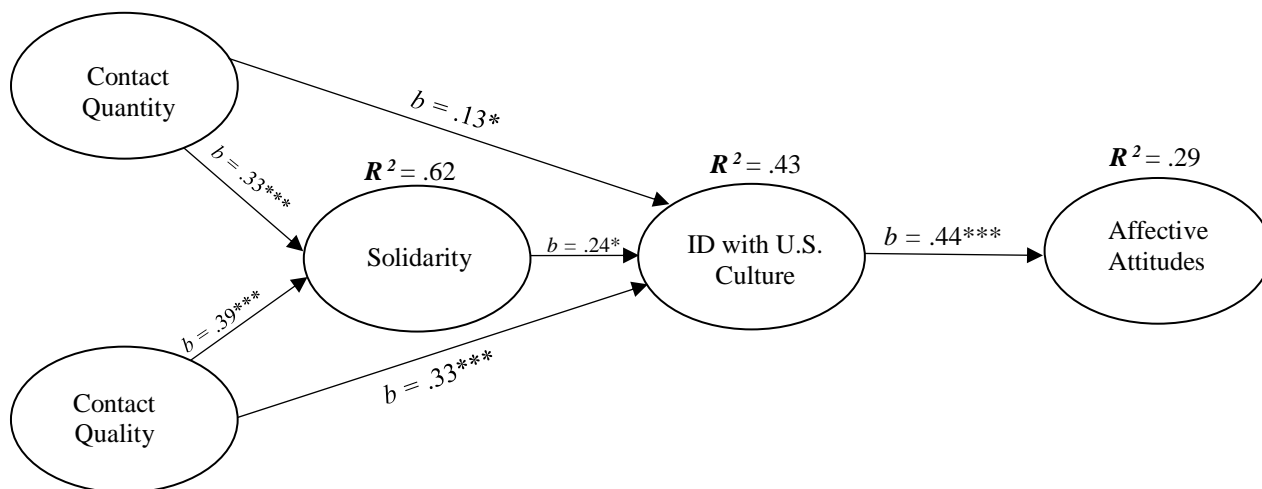 Contact
Quantity
b = .13*
b = .33***
R² = .62
R² = .43
R² = .29
Solidarity
b = .24*
ID with U.S.
Culture
b = .44***
Affective
Attitudes
b = .39***
b = .33***
Contact
Quality